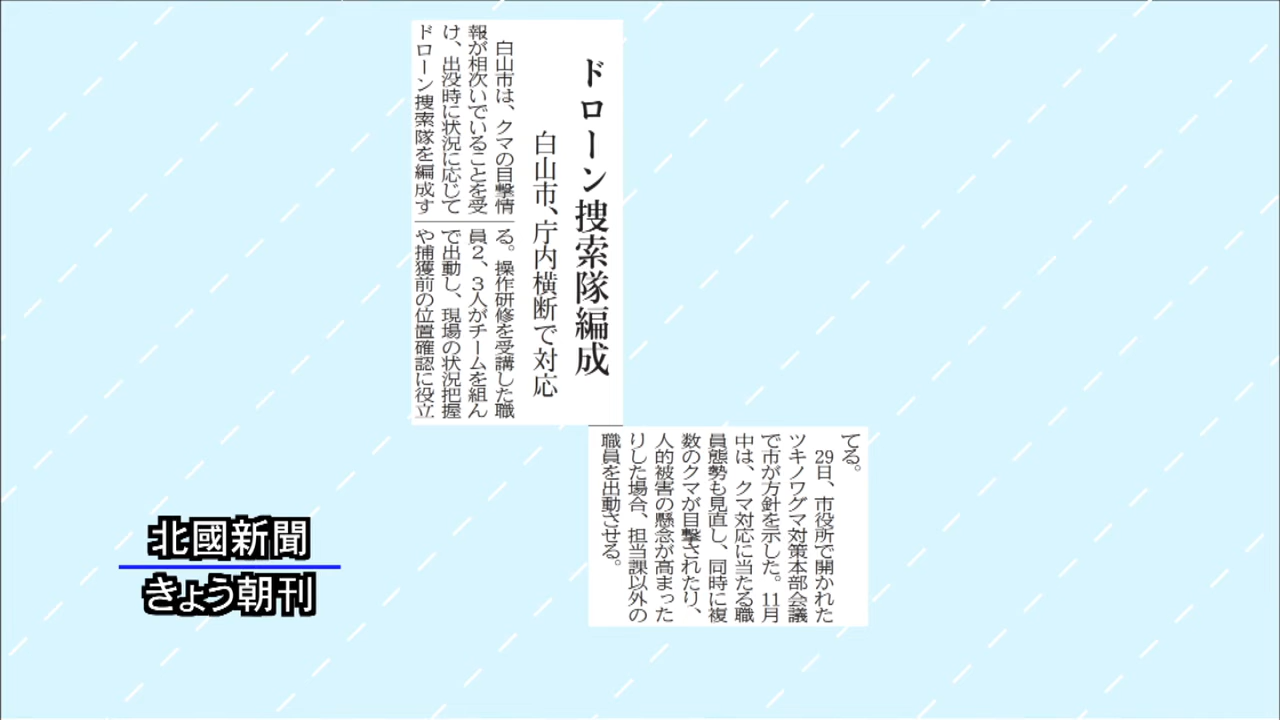 ドローン捜索隊編成
白山市、庁内横断で対応
白山市は、クマの目撃情
報が相次いでいることを受
け、出没時に状況に応じて
ドローン捜索隊を編成す
る。操作研修を受講した職
員2、3人がチームを組ん
で出動し、現場の状況把握
や捕獲前の位置確認に役立
てる。
29日、市役所で開かれた
ツキノワグマ対策本部会議
で市が方針を示した。11月
中は、クマ対応に当たる職
員態勢も見直し、同時に複
数のクマが目撃されたり、
人的被害の懸念が高まった
りした場合、担当課以外の
職員を出動させる。
北國新聞
きょう朝刊